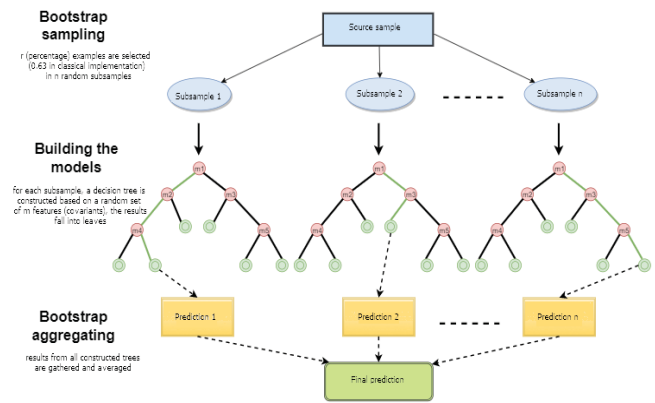 Bootstrap
sampling
r (percentage) examples are selected
(0.63 in classical implementation)
in n random subsamples
Source sample
Subsample 1
Subsample 2
Subsample n
Building the
models
for each subsample, a decision tree is
constructed based on a random set
of m features (covariants), the results
fall into leaves
m1
m2
m3
m4
m5
m1
m2
m3
m4
m5
m1
m2
m3
m4
m5
Bootstrap
aggregating
results from all constructed trees
are gathered and averaged
Prediction 1
Prediction 2
Prediction n
Final prediction